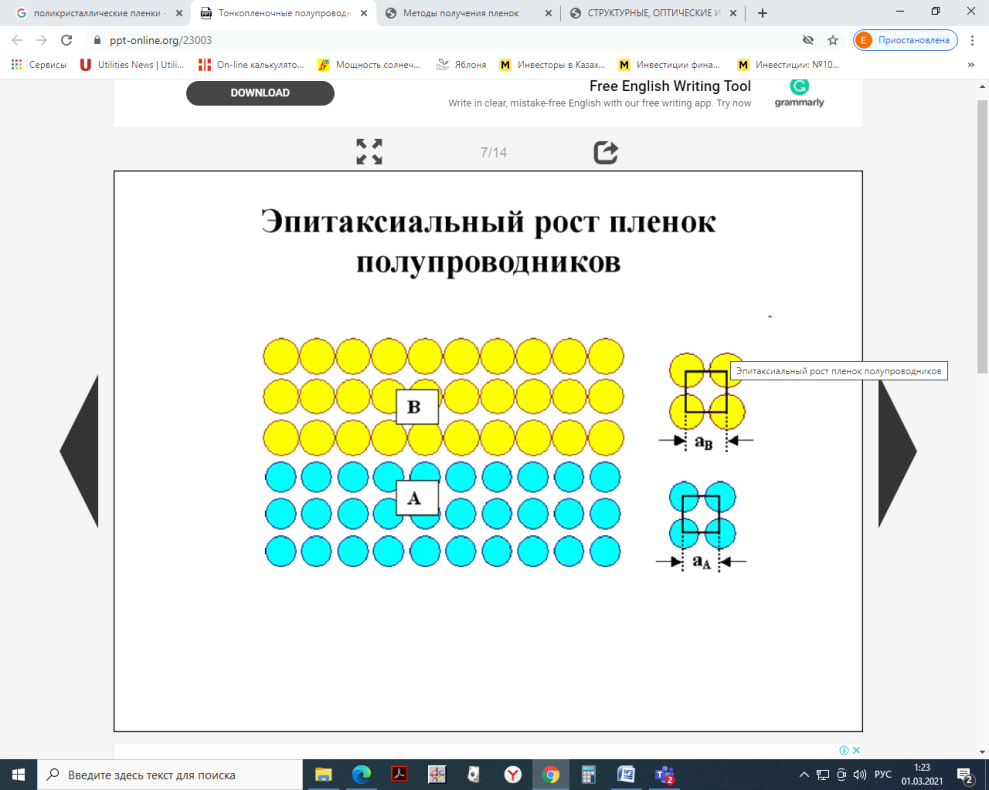 поликристаллические пленки -
Тонкопленочные полупроводн
Методы получения пленок
СТРУКТУРНЫЕ, ОПТИЧЕСКИЕ И
ppt-online.org/23003
E Приостановлена
Сервисы
Utilities News | Utili...
On-line калькулято...
Мощность солнеч...
Яблоня
Инвесторы в Казах...
Инвестиции фина...
Инвестиции: №10...
DOWNLOAD
Free English Writing Tool
Write in clear, mistake-free English with our free writing app. Try now
grammarly
7/14
Эпитаксиальный рост пленок
полупроводников
B
A
Эпитаксиальный рост пленок полупроводников
aB
aA
Введите здесь текст для поиска
РУС
1:23
01.03.2021
2
2